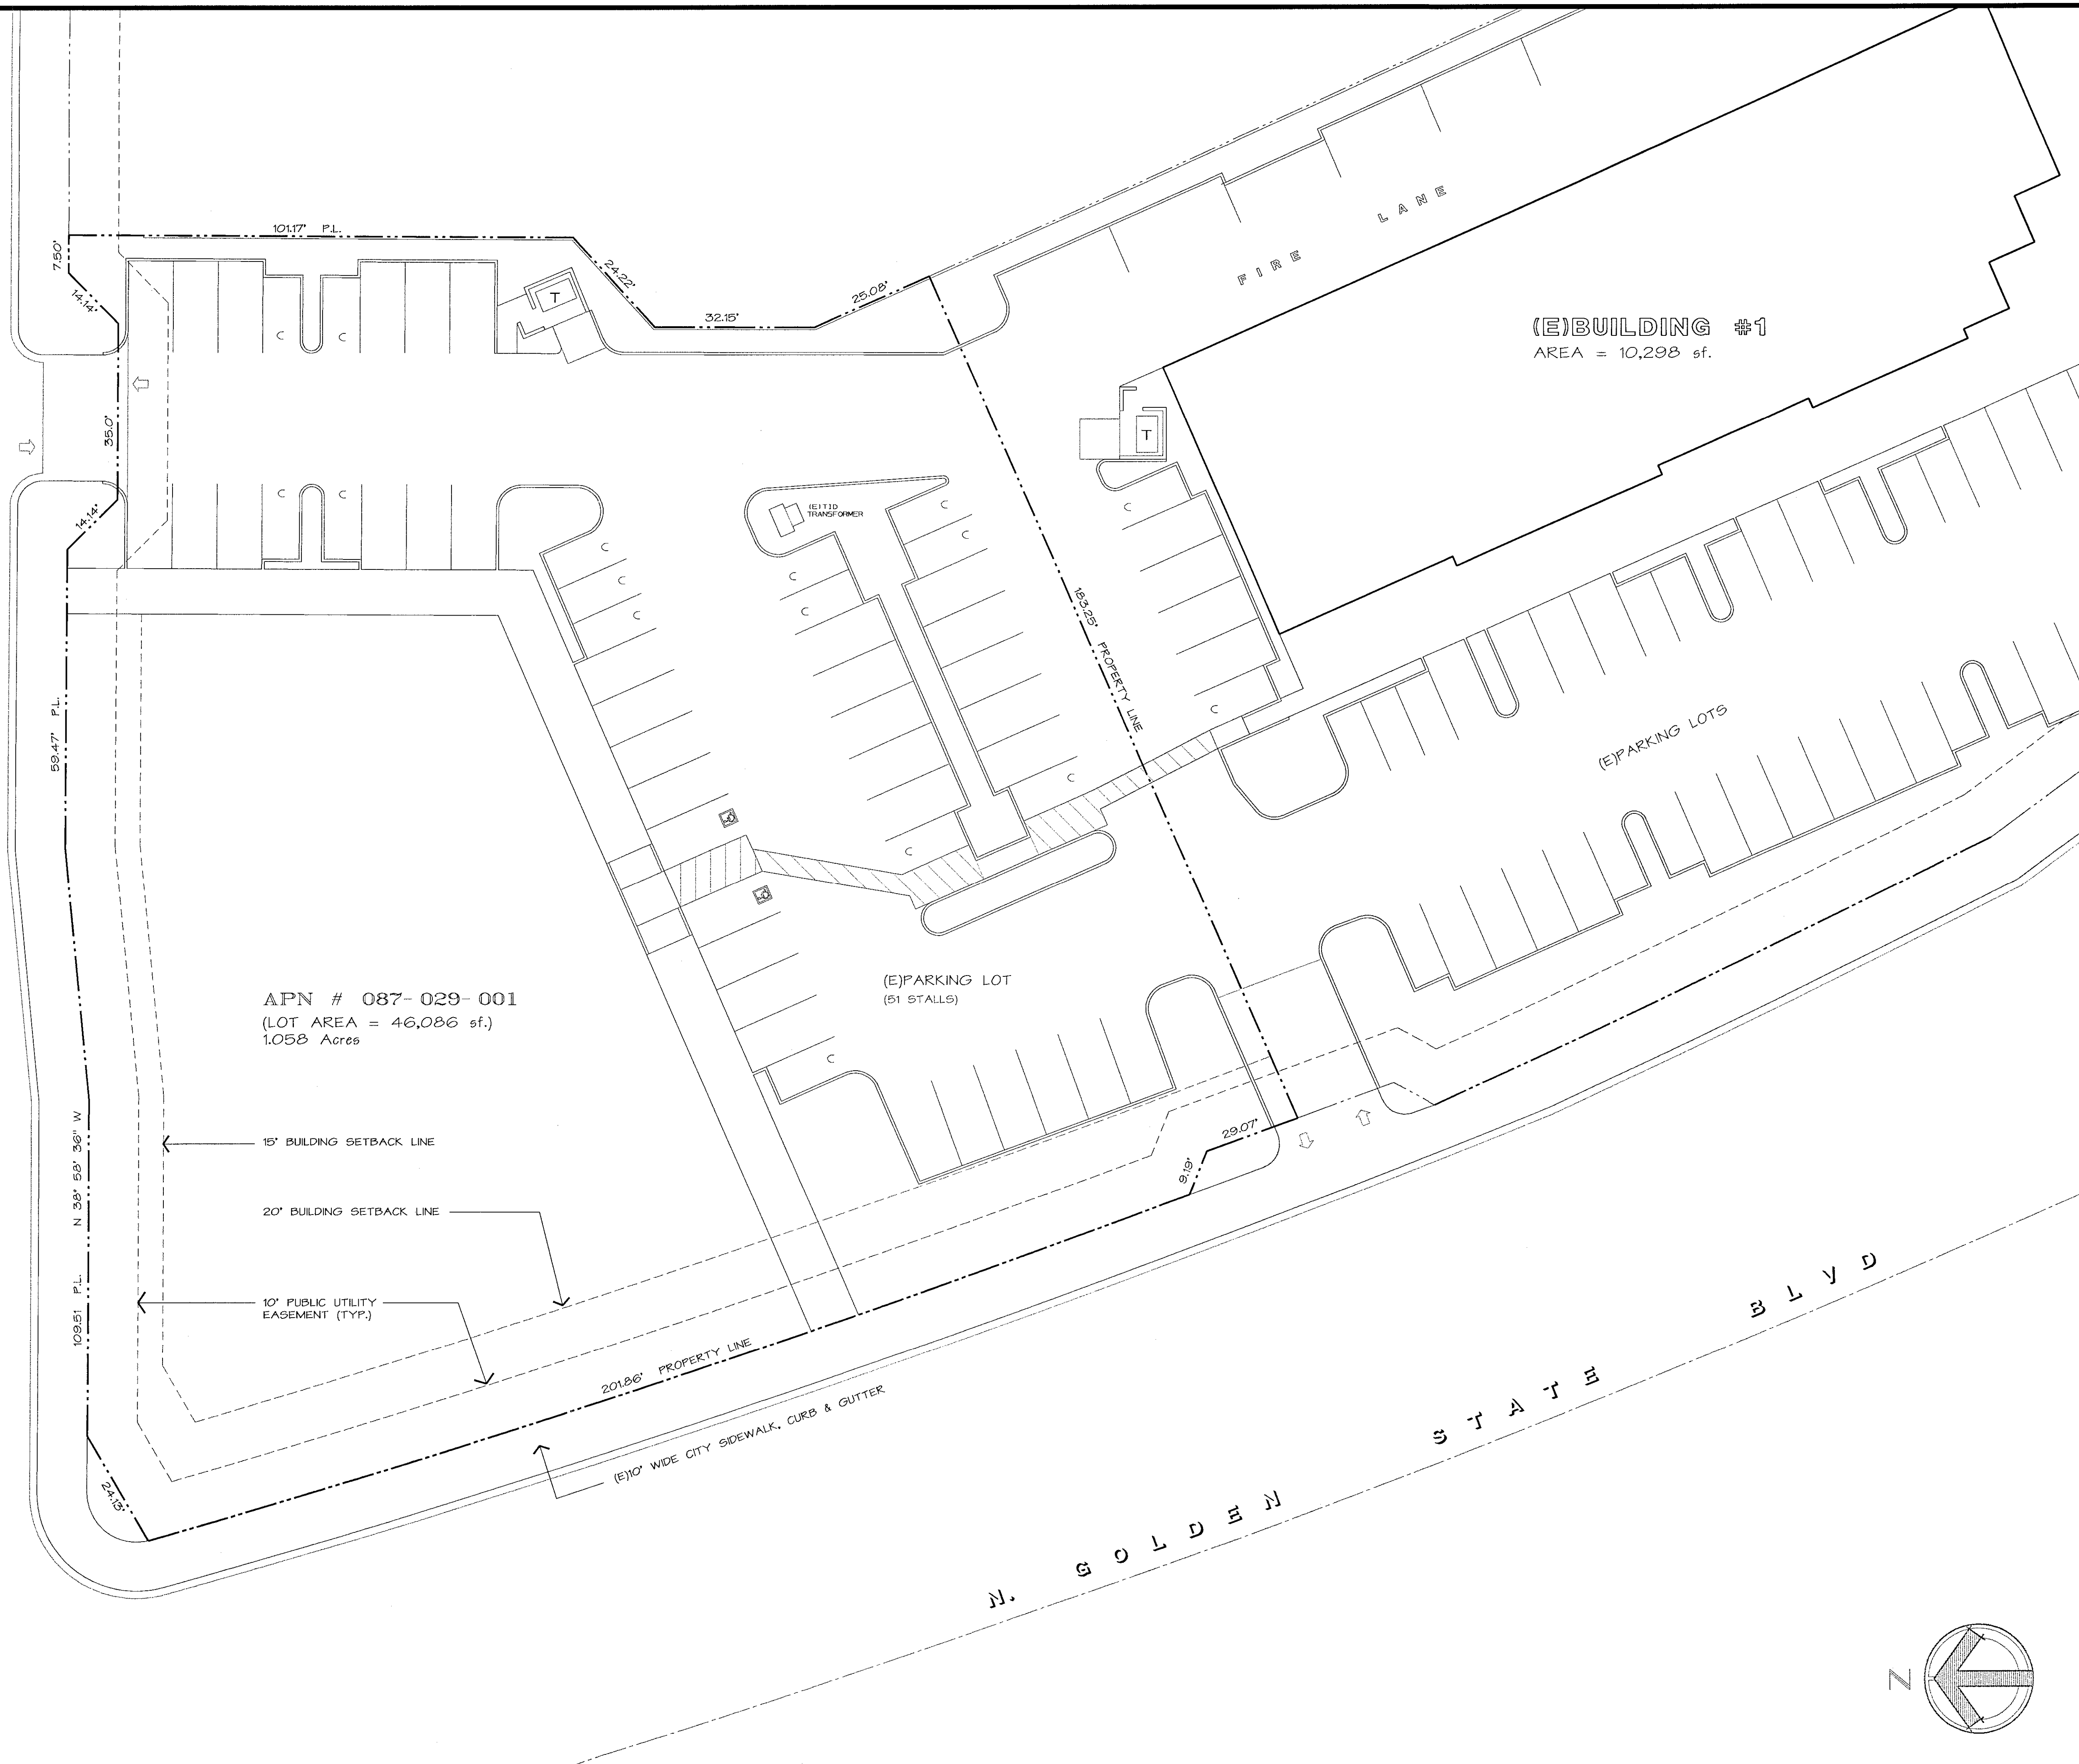 101.17' P.L.
7.50'
14.14'
24.22'
32.15'
25.08'
T
C
C
35.0'
14.14'
C
C
FIRE LANE
(E)BUILDING #1
AREA = 10,298 sf.
T
(E)TID
TRANSFORMER
C
C
C
C
C
C
C
C
183.25' PROPERTY LINE
C
C
C
C
59.47' P.L.
(E)PARKING LOTS
(E)PARKING LOT
(51 STALLS)
APN # 087-029-001
(LOT AREA = 46,086 sf.)
1.058 Acres
109.51 P.L. N 38° 58' 36" W
15' BUILDING SETBACK LINE
20' BUILDING SETBACK LINE
10' PUBLIC UTILITY
EASEMENT (TYP.)
29.07'
9.19'
201.86' PROPERTY LINE
(E)10' WIDE CITY SIDEWALK, CURB & GUTTER
24.13'
N. GOLDEN STATE BLVD
N